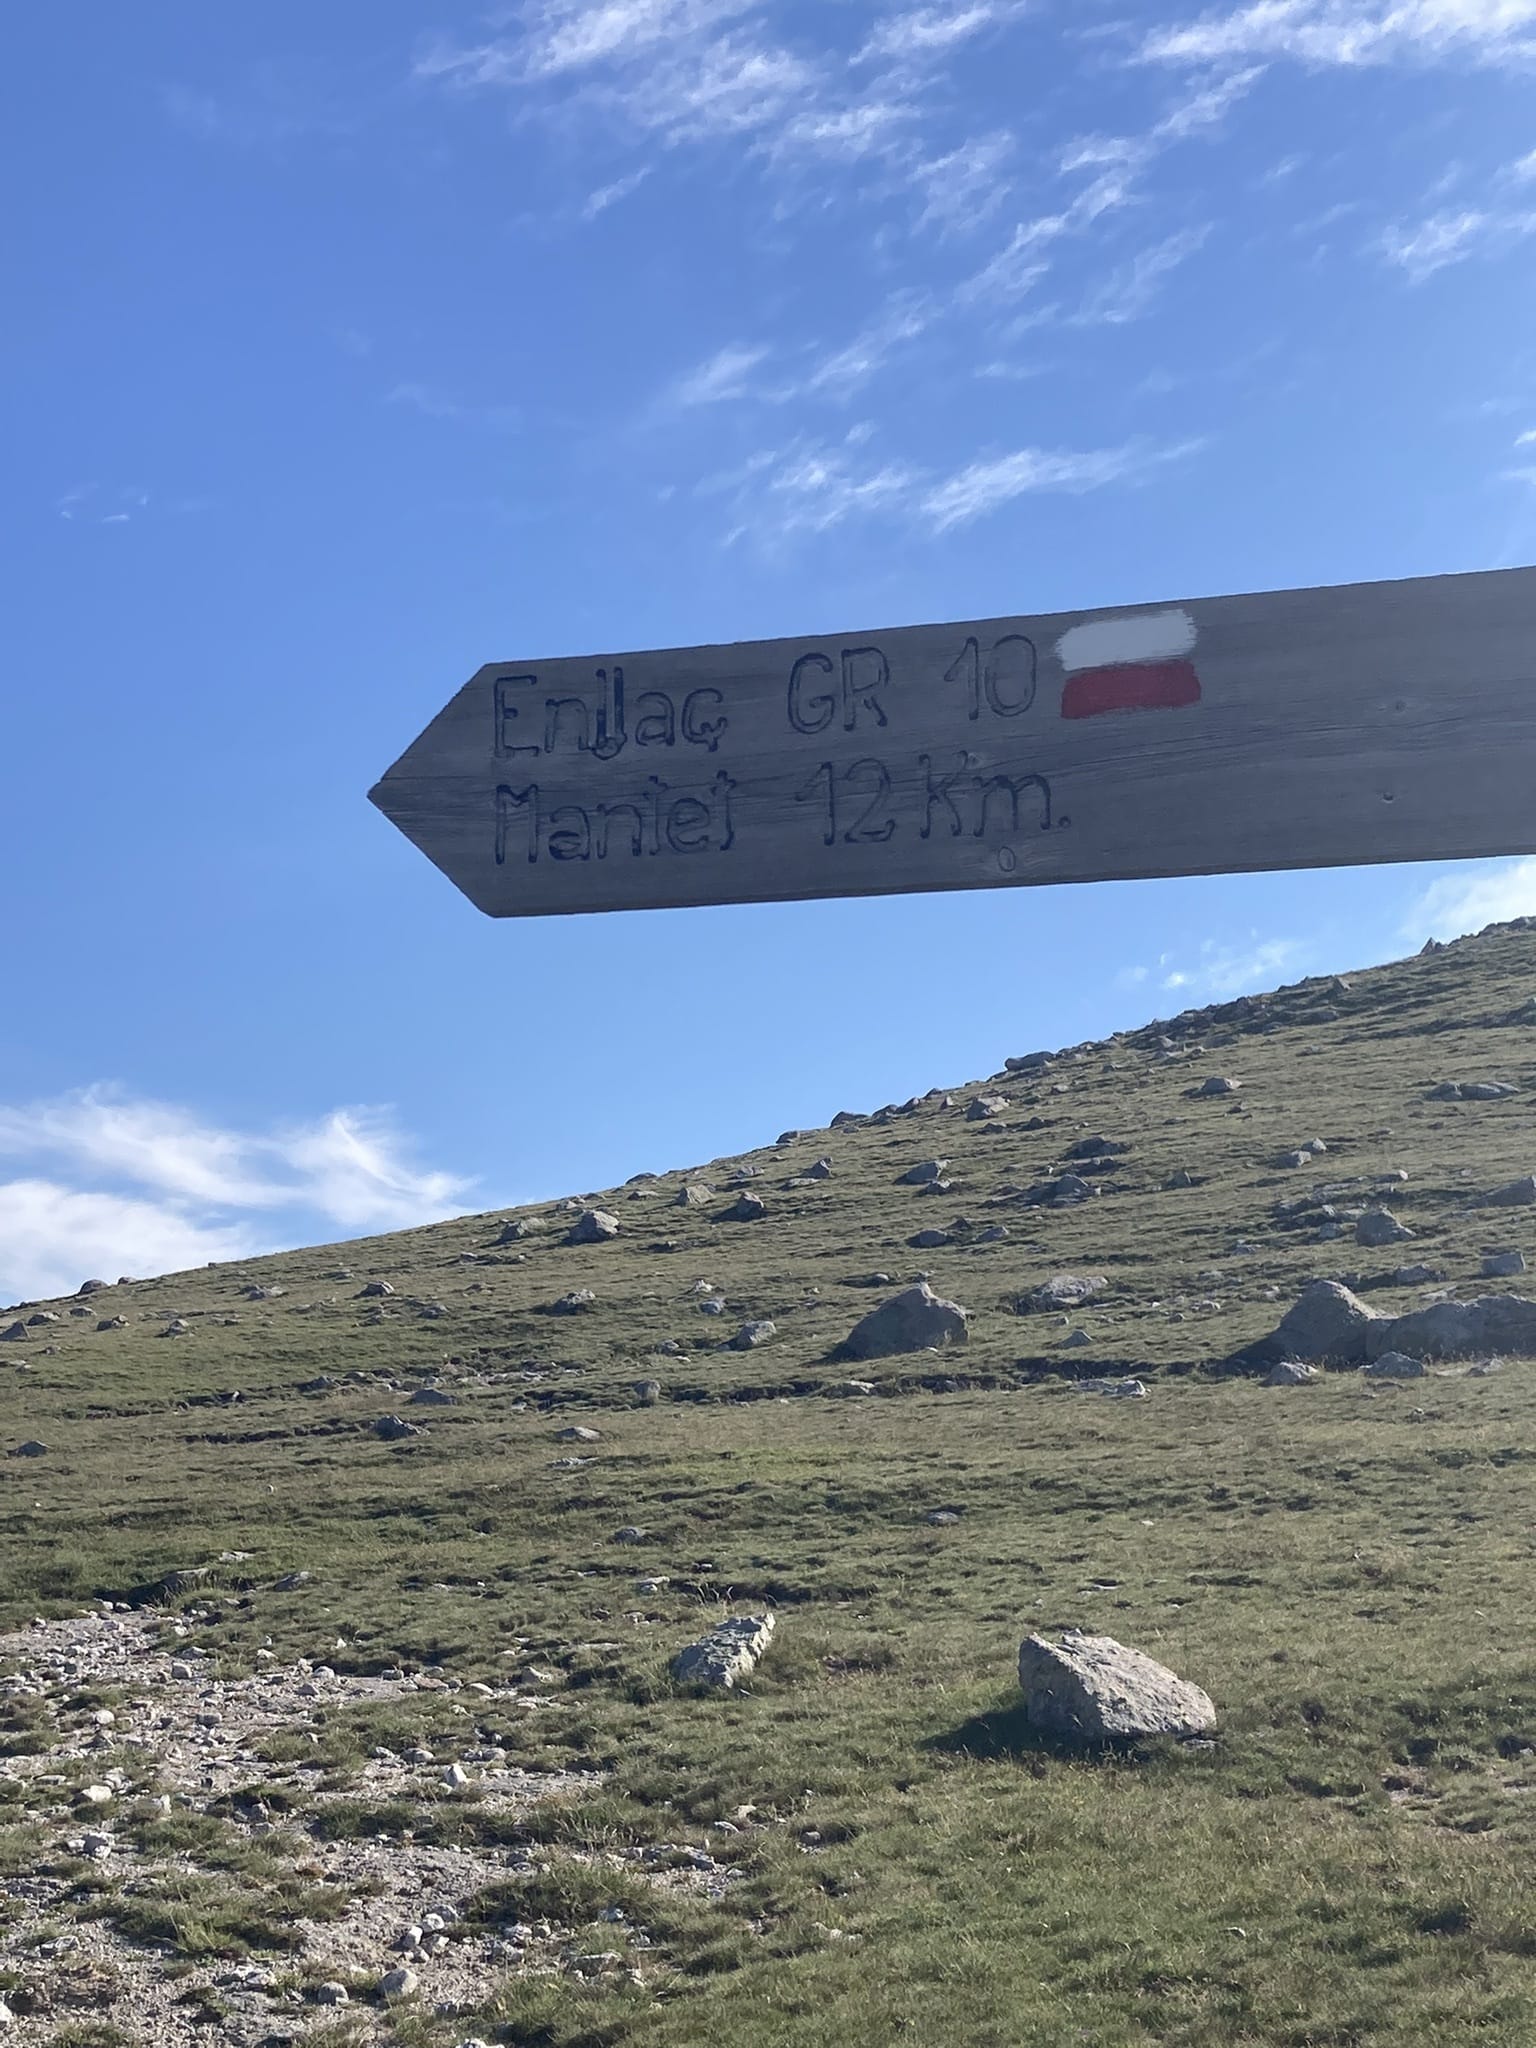 Enllaç GR 10
Mantet 12 Km.